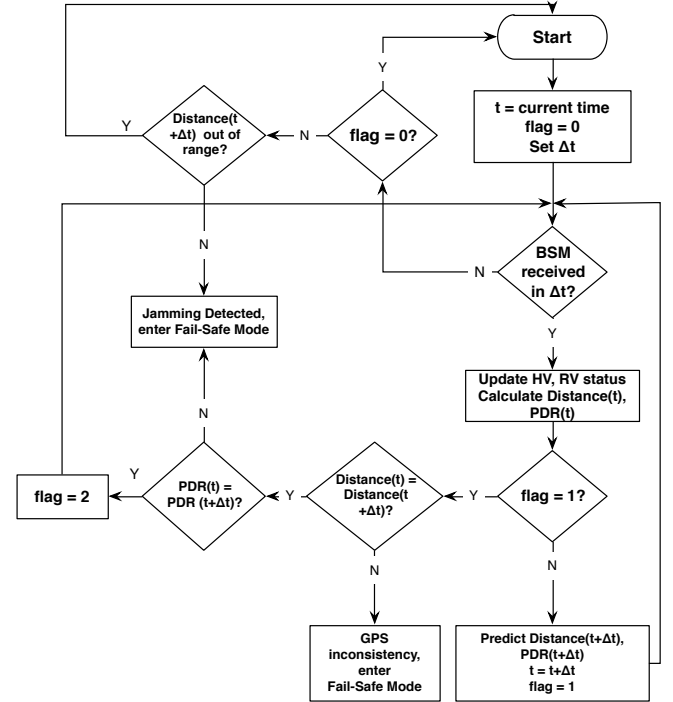 Start
Y
Distance(t
+Δt) out of
range?
Y
N
flag = 0?
t = current time
flag = 0
Set Δt
N
N
BSM
received
in Δt?
Jamming Detected,
enter Fail-Safe Mode
Y
Update HV, RV status
Calculate Distance(t),
PDR(t)
N
Y
flag = 2
PDR(t) =
PDR (t+Δt)?
Y
Distance(t) =
Distance(t
+Δt)?
Y
flag = 1?
N
N
GPS
inconsistency,
enter
Fail-Safe Mode
Predict Distance(t+Δt),
PDR(t+Δt)
t = t+Δt
flag = 1